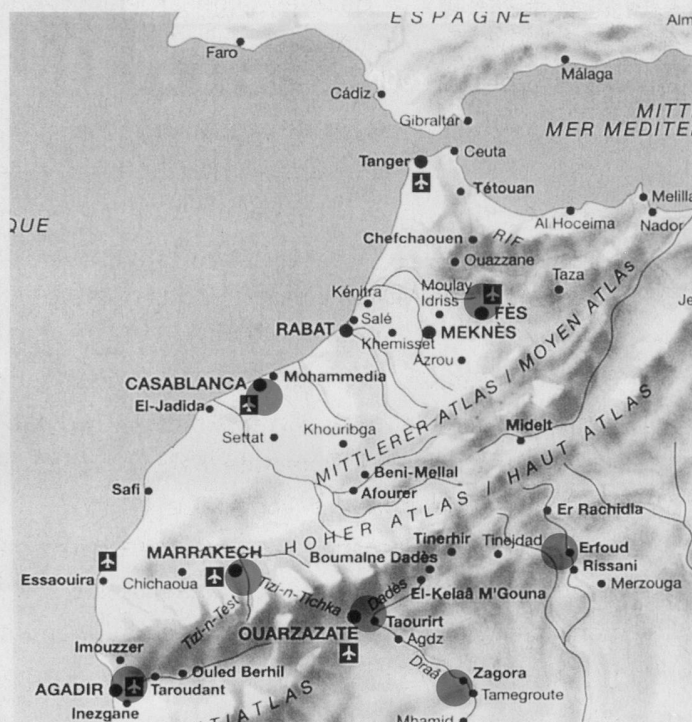 ESPAGNE
Faro
Málaga
Cádiz
Gibraltar
MER MEDITE
Tanger
Ceuta
Tétouan
Melilla
Al Hoceima
Nador
QUE
Chefchaouen
RIF
Ouazzane
Kénitra
Moulay
Idriss
Taza
FÈS
RABAT
Salé
Khemisset
MEKNÈS
Azrou
CASABLANCA
Mohammedia
El-Jadida
Settat
Khouribga
MITTLERER ATLAS / MOYEN ATLAS
Midelt
Beni-Mellal
Afourer
Safi
HOHER ATLAS / HAUT ATLAS
Er Rachidia
MARRAKECH
Boumalne Dadès
Tinerhir
Tinejdad
Erfoud
Rissani
Essaouira
Chichaoua
Tizi-n-Test
Tizi-n-Tichka
Dadès
El-Kelaâ M'Gouna
Merzouga
OUARZAZATE
Taourirt
Agdz
Imouzzer
Ouled Berhil
Draâ
Zagora
AGADIR
Taroudant
Tamegroute
Inezgane
Mhamid